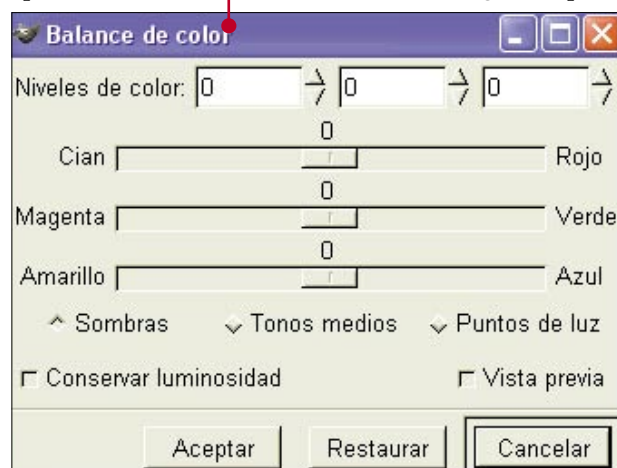 Balance de color
Niveles de color: 0 0 0
0
Cian Rojo
0
Magenta Verde
0
Amarillo Azul
Sombras Tonos medios Puntos de luz
Conservar luminosidad Vista previa
Aceptar Restaurar Cancelar